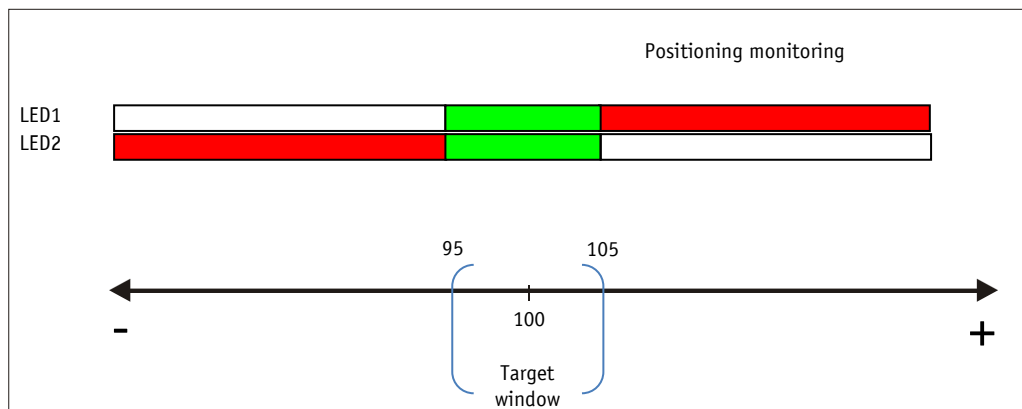 Positioning monitoring
LED1
LED2
95 105
100
- +
Target
window